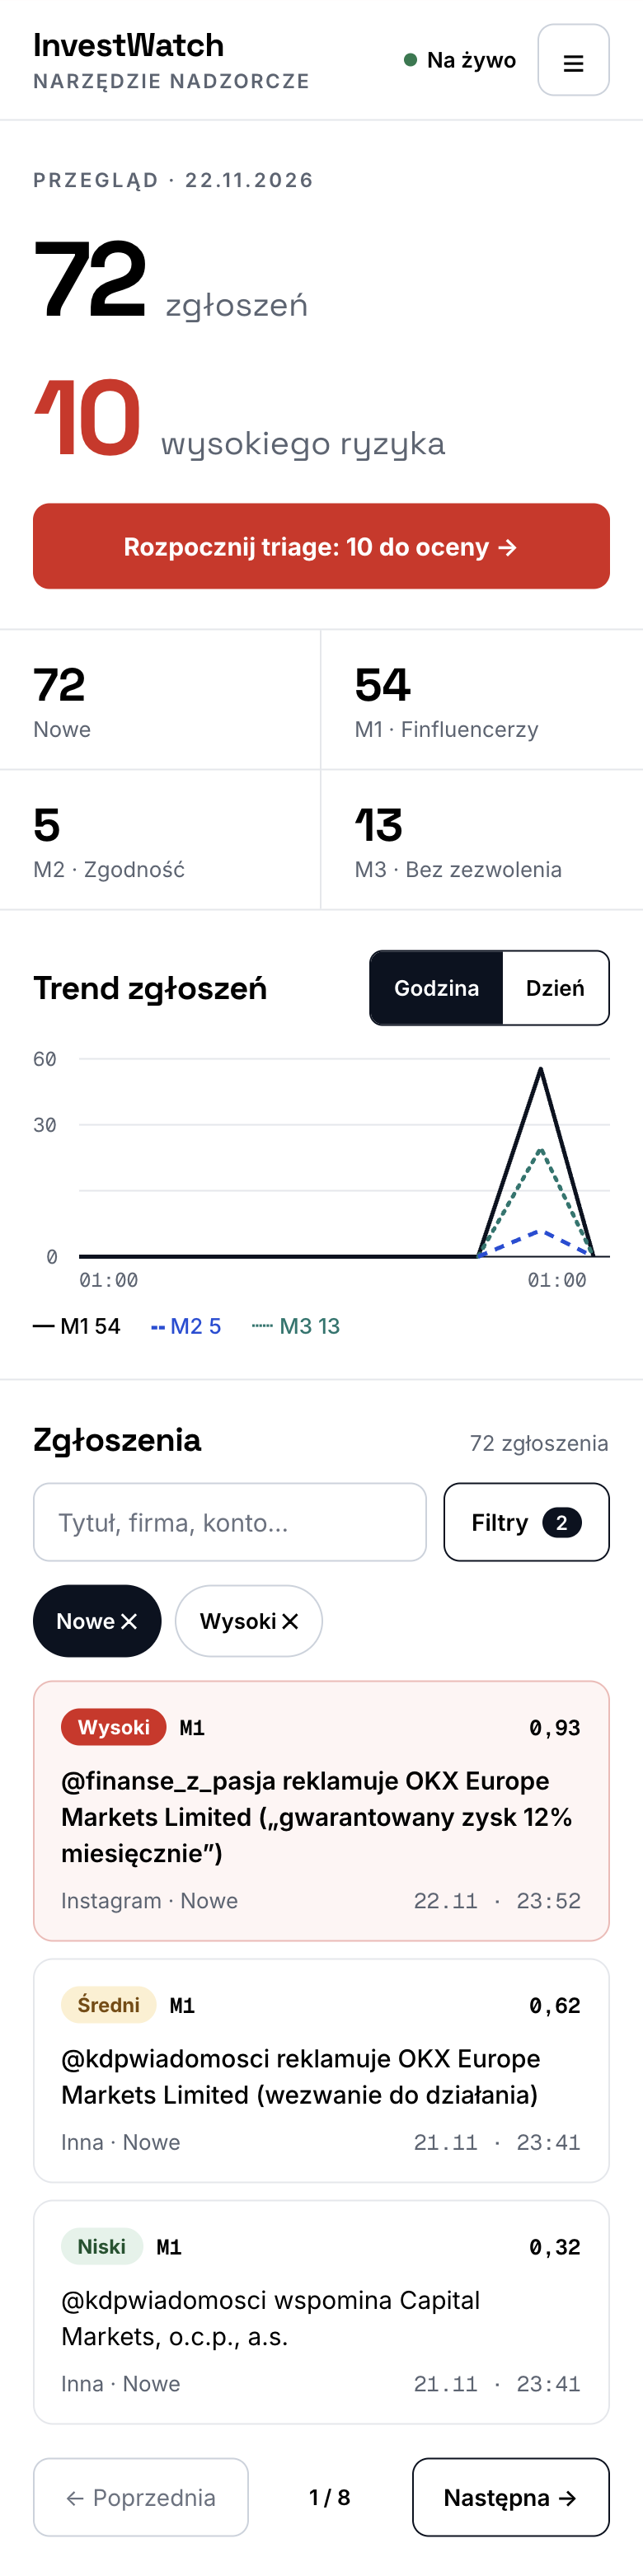 InvestWatch
NARZĘDZIE NADZORCZE
Na żywo
PRZEGLĄD · 22.11.2026
72 zgłoszeń
10 wysokiego ryzyka
Rozpocznij triage: 10 do oceny →
72
Nowe
54
M1 · Finfluencerzy
5
M2 · Zgodność
13
M3 · Bez zezwolenia
Trend zgłoszeń
Godzina
Dzień
60
30
0
01:00
01:00
M1 54
M2 5
M3 13
Zgłoszenia
72 zgłoszenia
Tytuł, firma, konto...
Filtry 2
Nowe ✕
Wysoki ✕
Wysoki M1 0,93
@finanse_z_pasja reklamuje OKX Europe
Markets Limited („gwarantowany zysk 12%
miesięcznie”)
Instagram · Nowe 22.11 · 23:52
Średni M1 0,62
@kdpwiadomosci reklamuje OKX Europe
Markets Limited (wezwanie do działania)
Inna · Nowe 21.11 · 23:41
Niski M1 0,32
@kdpwiadomosci wspomina Capital
Markets, o.c.p., a.s.
Inna · Nowe 21.11 · 23:41
← Poprzednia
1 / 8
Następna →